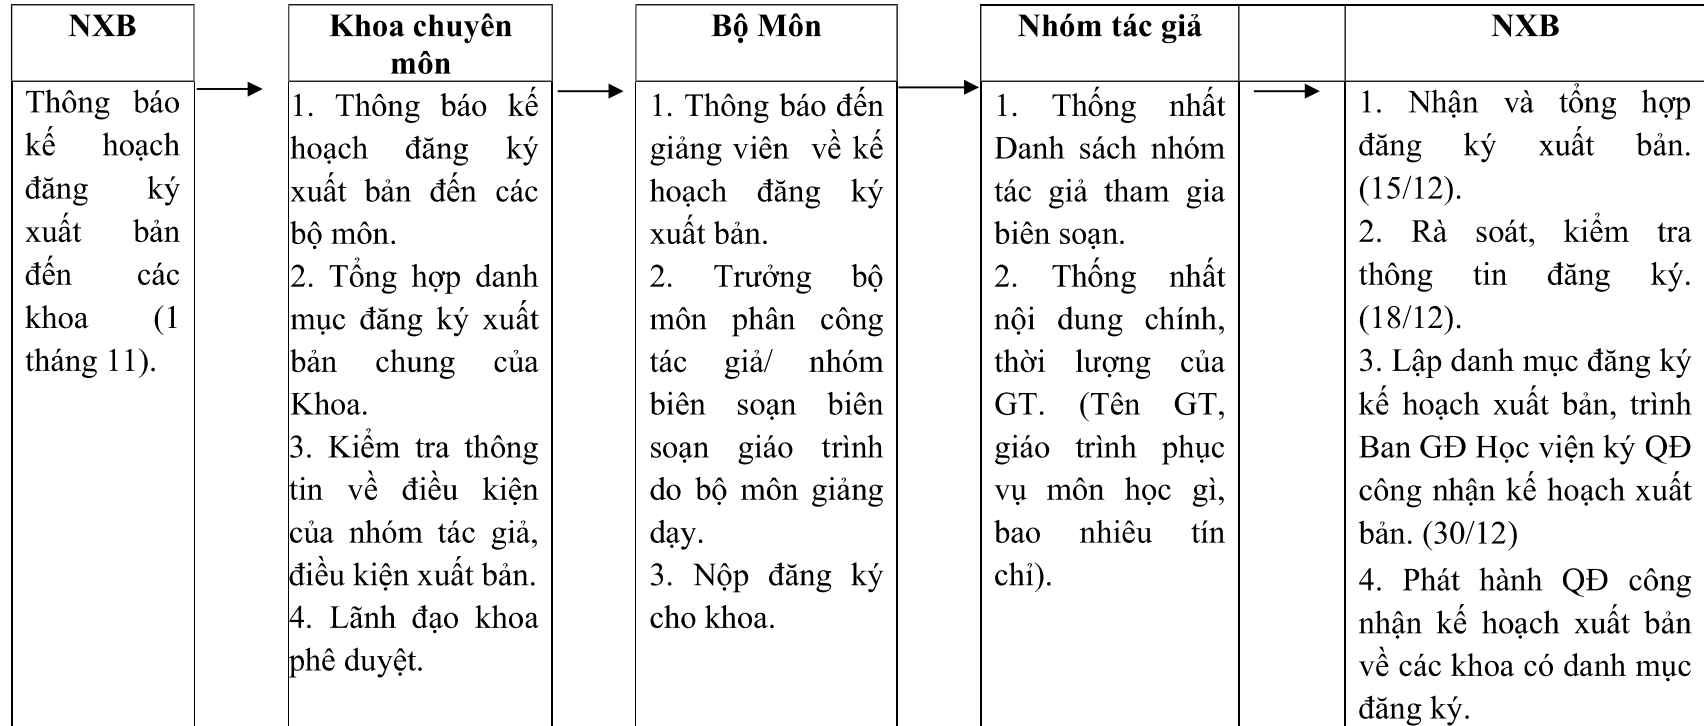 NXB
Thông báo
kế hoạch
đăng ký
xuất bản
đến các
khoa (1
tháng 11).
Khoa chuyên
môn
1. Thông báo kế
hoạch đăng ký
xuất bản đến các
bộ môn.
2. Tổng hợp danh
mục đăng ký xuất
bản chung của
Khoa.
3. Kiểm tra thông
tin về điều kiện
của nhóm tác giả,
điều kiện xuất bản.
4. Lãnh đạo khoa
phê duyệt.
Bộ Môn
1. Thông báo đến
giảng viên về kế
hoạch đăng ký
xuất bản.
2. Trưởng bộ
môn phân công
tác giả/ nhóm
biên soạn biên
soạn giáo trình
do bộ môn giảng
dạy.
3. Nộp đăng ký
cho khoa.
Nhóm tác giả
1. Thống nhất
Danh sách nhóm
tác giả tham gia
biên soạn.
2. Thống nhất
nội dung chính,
thời lượng của
GT. (Tên GT,
giáo trình phục
vụ môn học gì,
bao nhiêu tín
chỉ).
NXB
1. Nhận và tổng hợp
đăng ký xuất bản.
(15/12).
2. Rà soát, kiểm tra
thông tin đăng ký.
(18/12).
3. Lập danh mục đăng ký
kế hoạch xuất bản, trình
Ban GĐ Học viện ký QĐ
công nhận kế hoạch xuất
bản. (30/12)
4. Phát hành QĐ công
nhận kế hoạch xuất bản
về các khoa có danh mục
đăng ký.